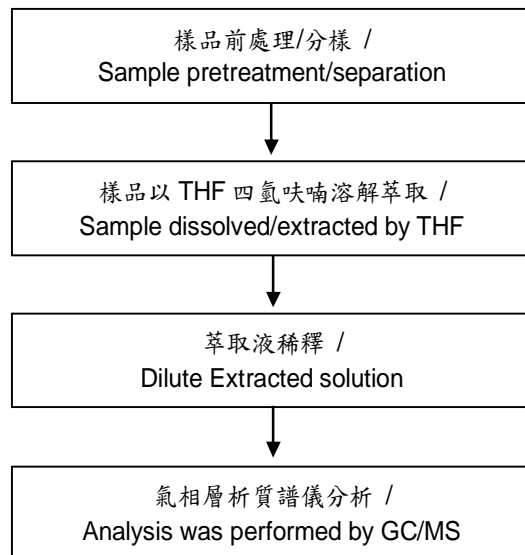 樣品前處理/分樣 /
Sample pretreatment/separation
樣品以 THF 四氫呋喃溶解萃取 /
Sample dissolved/extracted by THF
萃取液稀釋 /
Dilute Extracted solution
氣相層析質譜儀分析 /
Analysis was performed by GC/MS